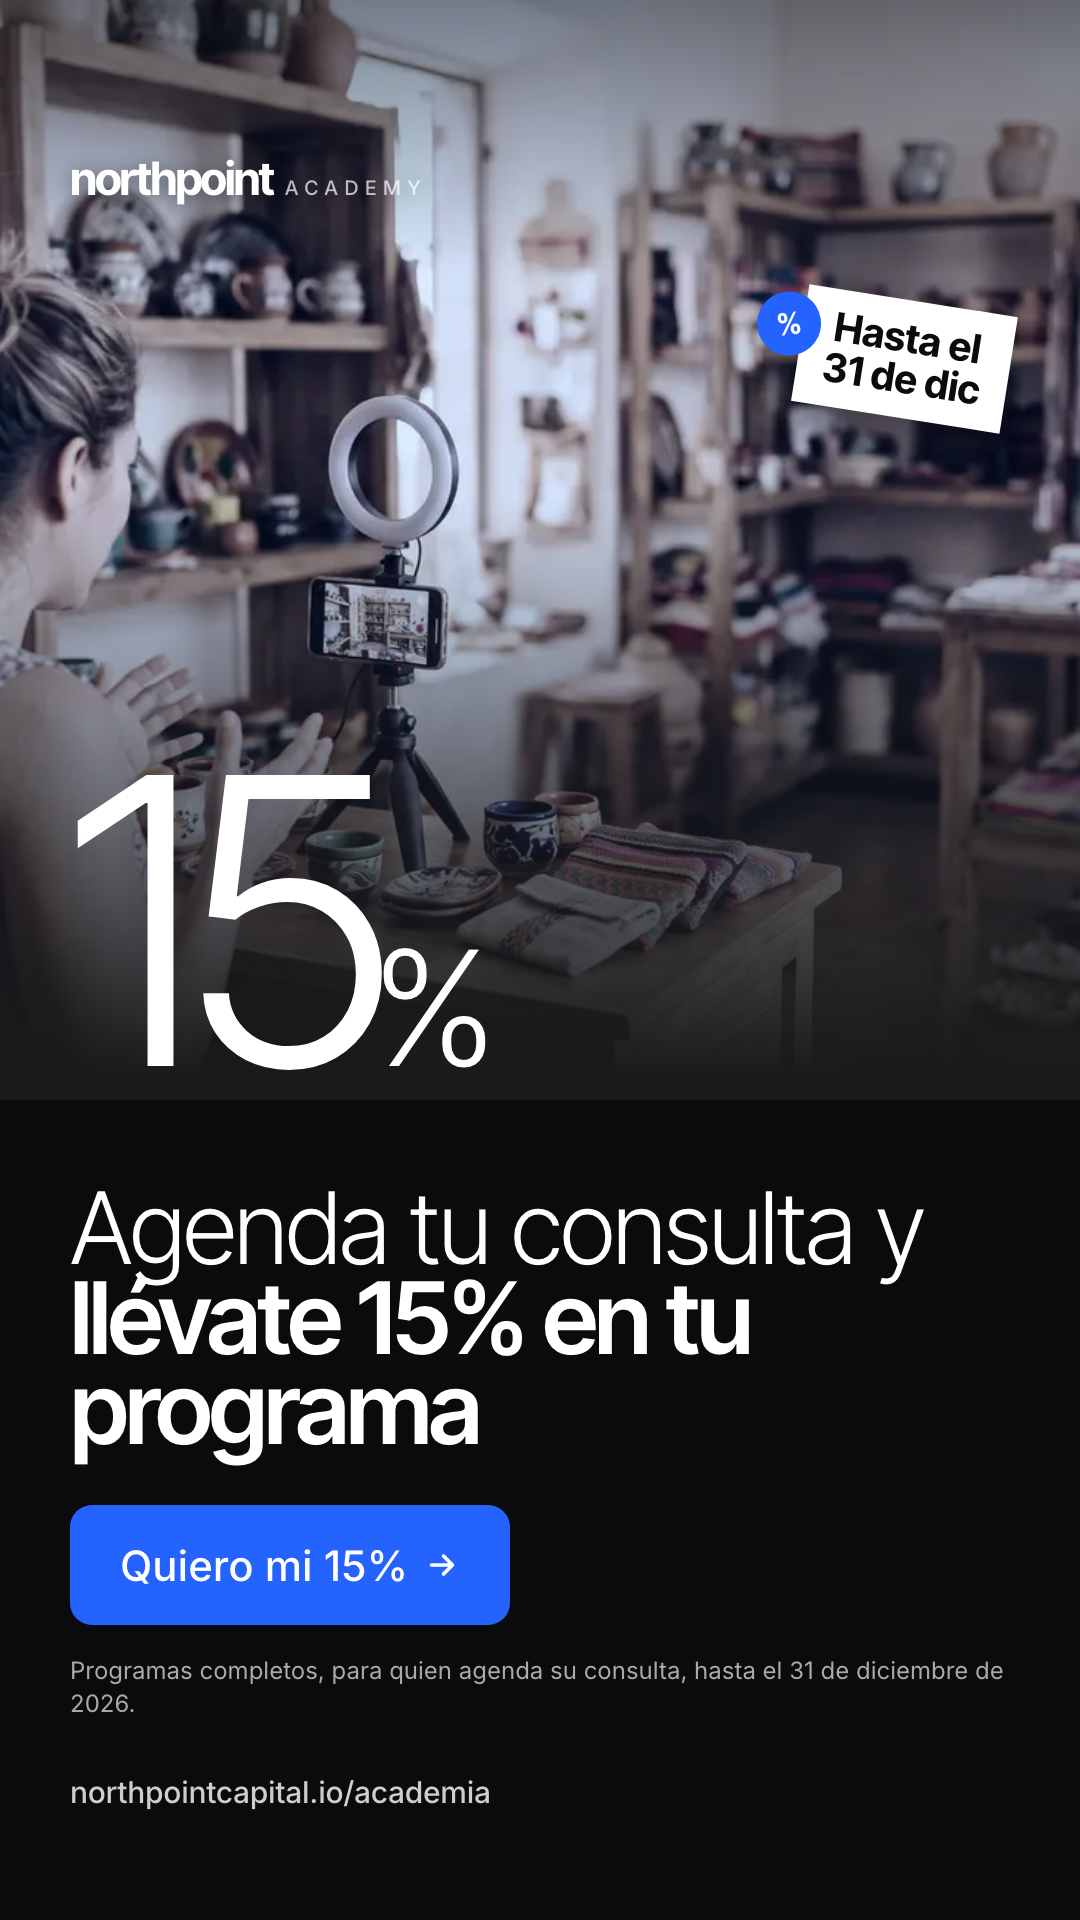 northpoint ACADEMY
%
Hasta el
31 de dic
15%
Agenda tu consulta y
llévate 15% en tu
programa
Quiero mi 15% →
Programas completos, para quien agenda su consulta, hasta el 31 de diciembre de
2026.
northpointcapital.io/academia